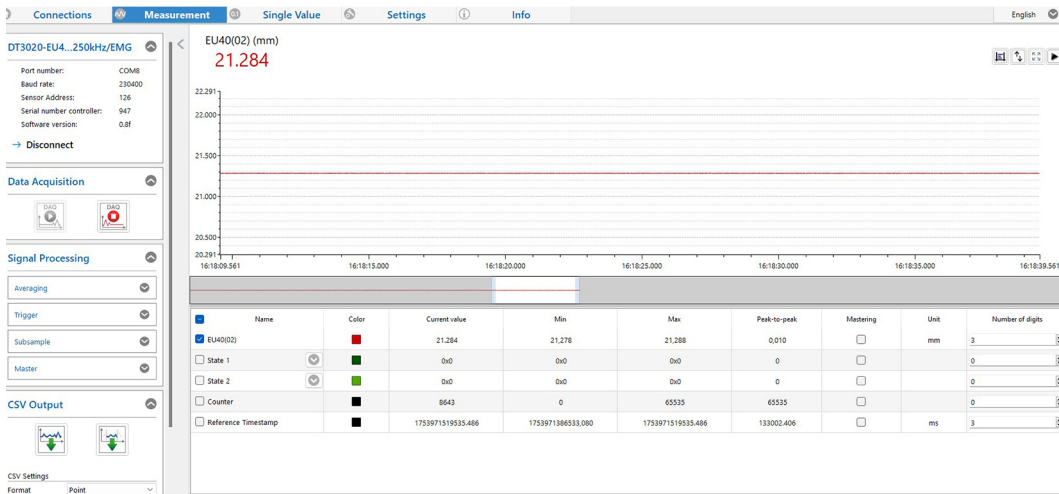 Connections Measurement Single Value Settings Info English
DT3020-EU4...250kHz/EMG
Port number: COM8
Baud rate: 230400
Sensor Address: 126
Serial number controller: 947
Software version: 0.8f
→ Disconnect
Data Acquisition
DAQ DAQ
Signal Processing
Averaging
Trigger
Subsample
Master
CSV Output
CSV Settings
Format Point
EU40(02) (mm)
21.284
22.291
22.000
21.500
21.000
20.500
20.291
16:18:09.561 16:18:15.000 16:18:20.000 16:18:25.000 16:18:30.000 16:18:35.000 16:18:39.561
Name Color Current value Min Max Peak-to-peak Mastering Unit Number of digits
EU40(02) 21.284 21,278 21,288 0,010 mm 3
State 1 0x0 0x0 0x0 0 0
State 2 0x0 0x0 0x0 0 0
Counter 8643 0 65535 65535 0
Reference Timestamp 1753971519535.486 1753971386533,080 1753971519535.486 133002.406 ms 3